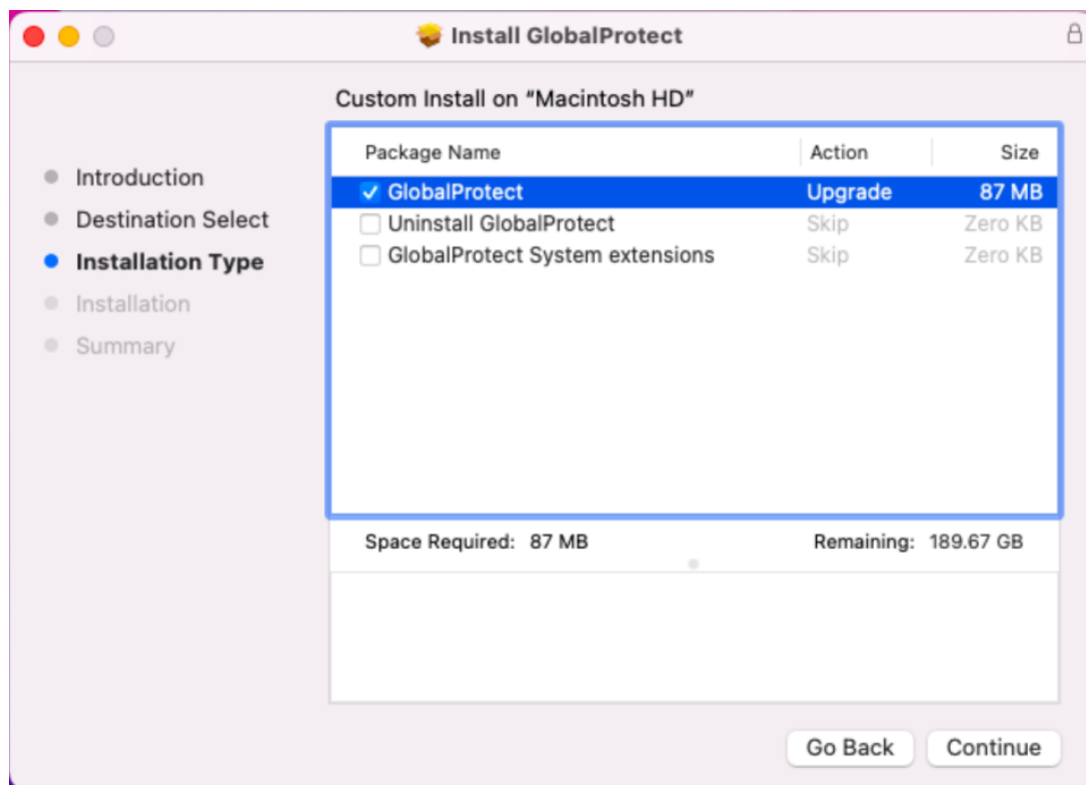 Install GlobalProtect
Custom Install on “Macintosh HD”
Introduction
Destination Select
Installation Type
Installation
Summary
Package Name Action Size
GlobalProtect Upgrade 87 MB
Uninstall GlobalProtect Skip Zero KB
GlobalProtect System extensions Skip Zero KB
Space Required: 87 MB Remaining: 189.67 GB
Go Back Continue